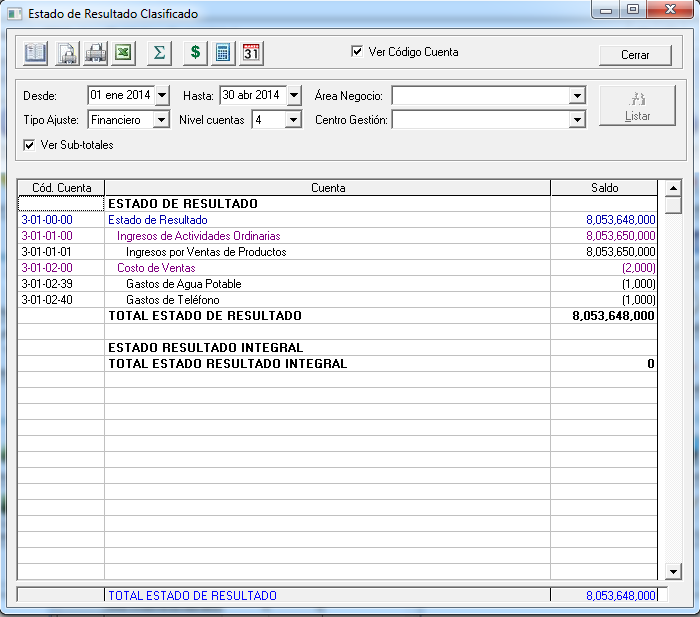 Estado de Resultado Clasificado
Σ $ 31 Ver Código Cuenta Cerrar
Desde: 01 ene 2014 Hasta: 30 abr 2014 Área Negocio:
Listar
Tipo Ajuste: Financiero Nivel cuentas 4 Centro Gestión:
Ver Sub-totales
Cód. Cuenta Cuenta Saldo
ESTADO DE RESULTADO
3-01-00-00 Estado de Resultado 8,053,648,000
3-01-01-00 Ingresos de Actividades Ordinarias 8,053,650,000
3-01-01-01 Ingresos por Ventas de Productos 8,053,650,000
3-01-02-00 Costo de Ventas (2,000)
3-01-02-39 Gastos de Agua Potable (1,000)
3-01-02-40 Gastos de Teléfono (1,000)
TOTAL ESTADO DE RESULTADO 8,053,648,000
ESTADO RESULTADO INTEGRAL
TOTAL ESTADO RESULTADO INTEGRAL 0
TOTAL ESTADO DE RESULTADO 8,053,648,000